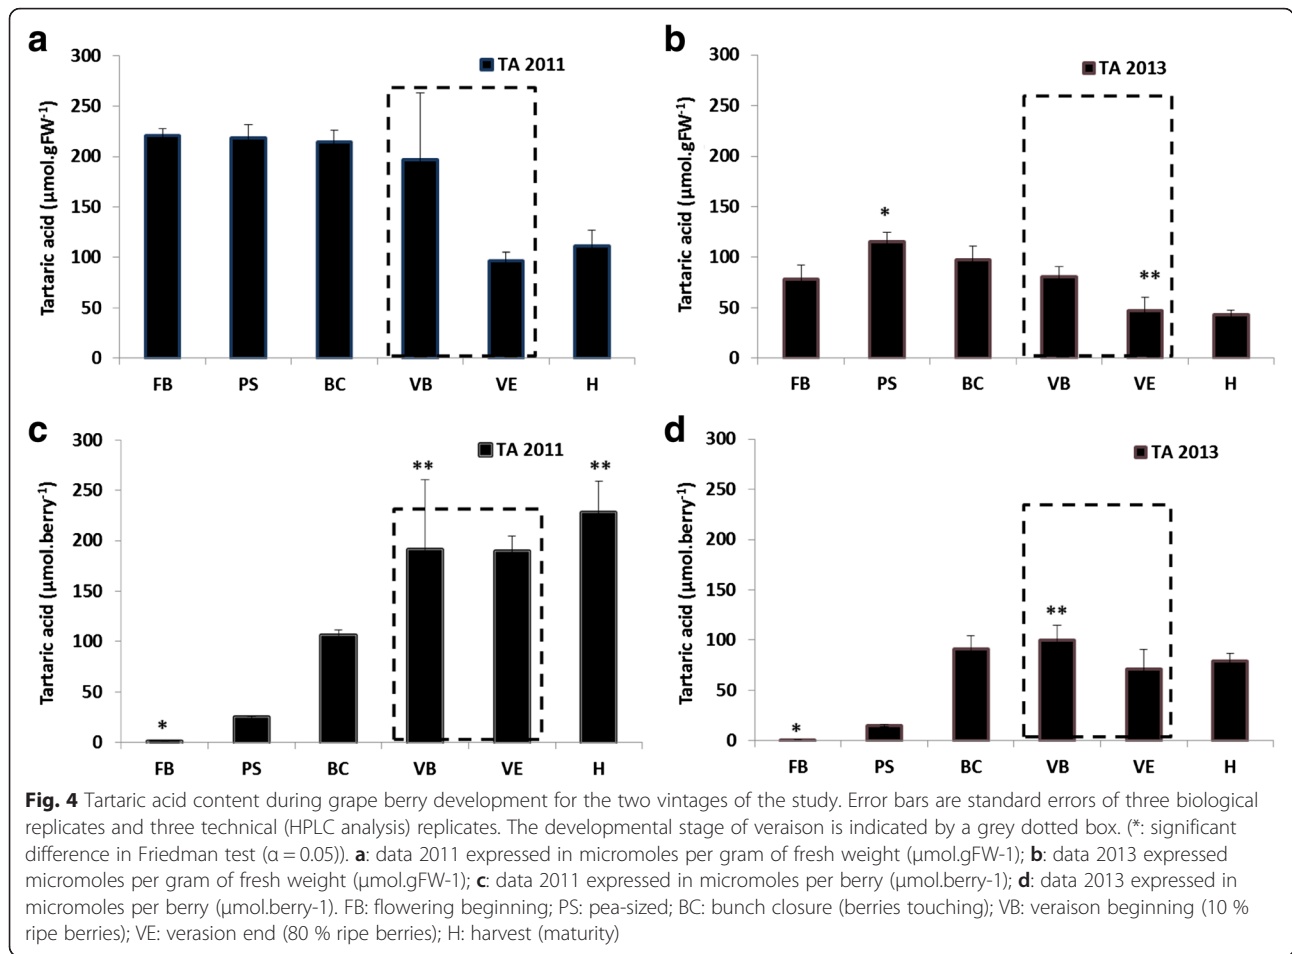 a
TA 2011
Tartaric acid (µmol.gFW-1)
300
250
200
150
100
50
0
FB PS BC VB VE H
b
TA 2013
Tartaric acid (µmol.gFW-1)
300
250
200
150
100
50
0
*
**
FB PS BC VB VE H
c
TA 2011
Tartaric acid (µmol.berry-1)
300
250
200
150
100
50
0
*
**
**
FB PS BC VB VE H
d
TA 2013
Tartaric acid (µmol.berry-1)
300
250
200
150
100
50
0
*
**
FB PS BC VB VE H
Fig. 4 Tartaric acid content during grape berry development for the two vintages of the study. Error bars are standard errors of three biological
replicates and three technical (HPLC analysis) replicates. The developmental stage of veraison is indicated by a grey dotted box. (*: significant
difference in Friedman test (α = 0.05)). a: data 2011 expressed in micromoles per gram of fresh weight (µmol.gFW-1); b: data 2013 expressed
micromoles per gram of fresh weight (µmol.gFW-1); c: data 2011 expressed in micromoles per berry (µmol.berry-1); d: data 2013 expressed in
micromoles per berry (µmol.berry-1). FB: flowering beginning; PS: pea-sized; BC: bunch closure (berries touching); VB: veraison beginning (10 %
ripe berries); VE: verasion end (80 % ripe berries); H: harvest (maturity)